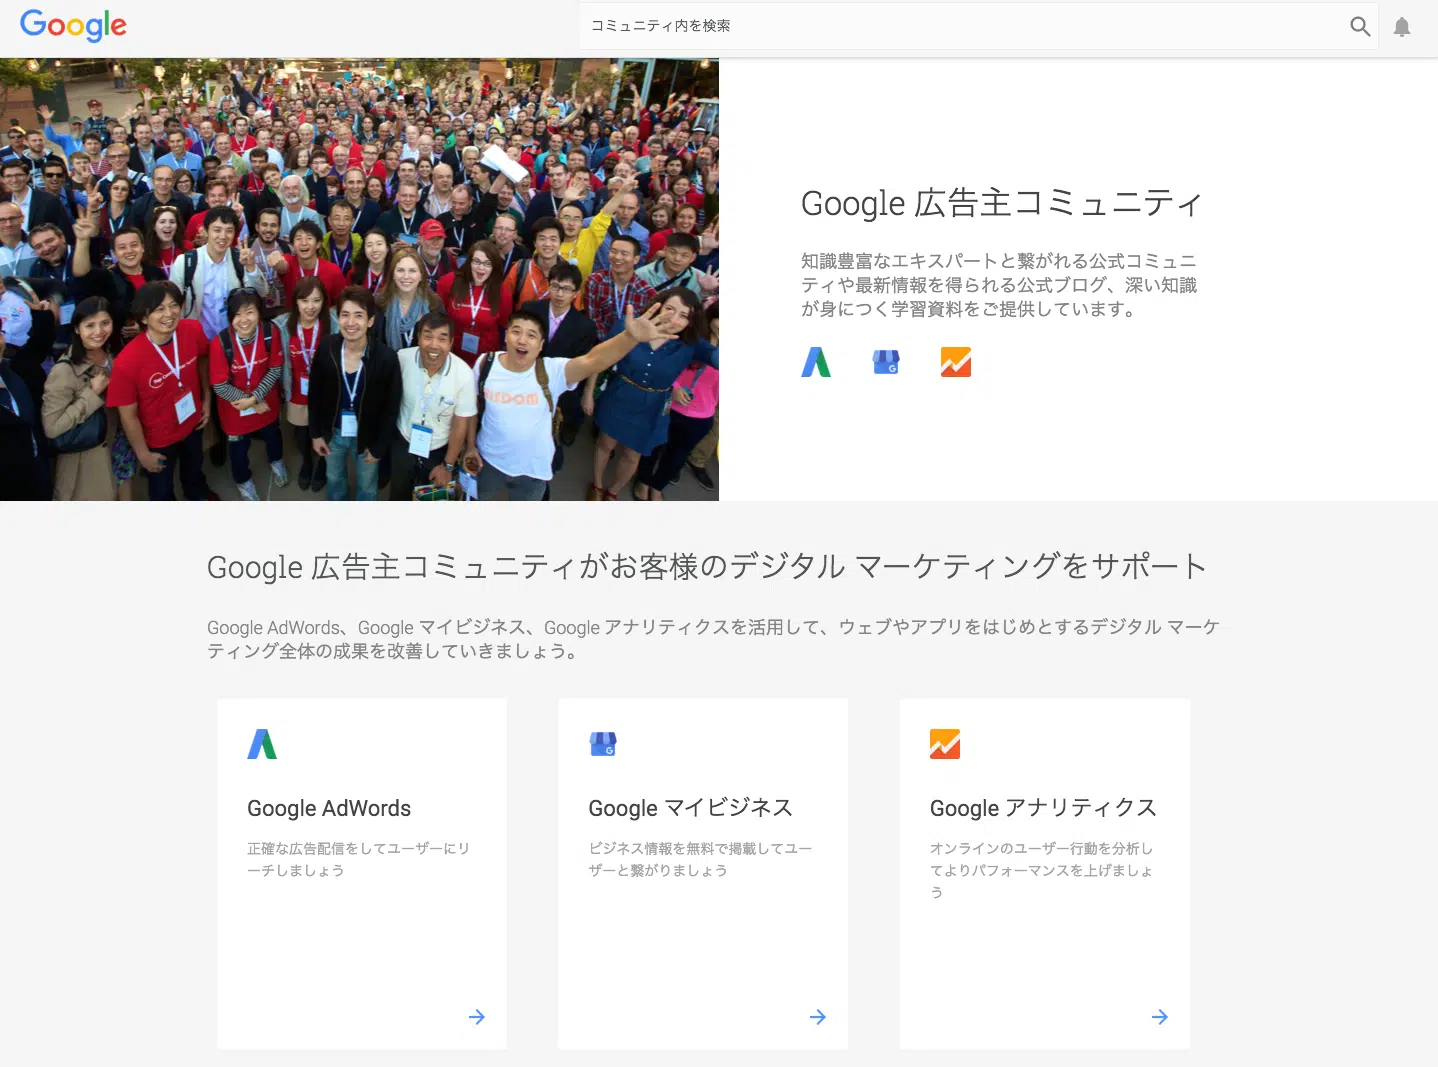 Google
コミュニティ内を検索
Google 広告主コミュニティ
知識豊富なエキスパートと繋がれる公式コミュニ
ティや最新情報を得られる公式ブログ、深い知識
が身につく学習資料をご提供しています。
Google 広告主コミュニティがお客様のデジタル マーケティングをサポート
Google AdWords、Google マイビジネス、Google アナリティクスを活用して、ウェブやアプリをはじめとするデジタル マーケ
ティング全体の成果を改善していきましょう。
Google AdWords
正確な広告配信をしてユーザーにリ
ーチしましょう
Google マイビジネス
ビジネス情報を無料で掲載してユー
ザーと繋がりましょう
Google アナリティクス
オンラインのユーザー行動を分析し
てよりパフォーマンスを上げましょ
う